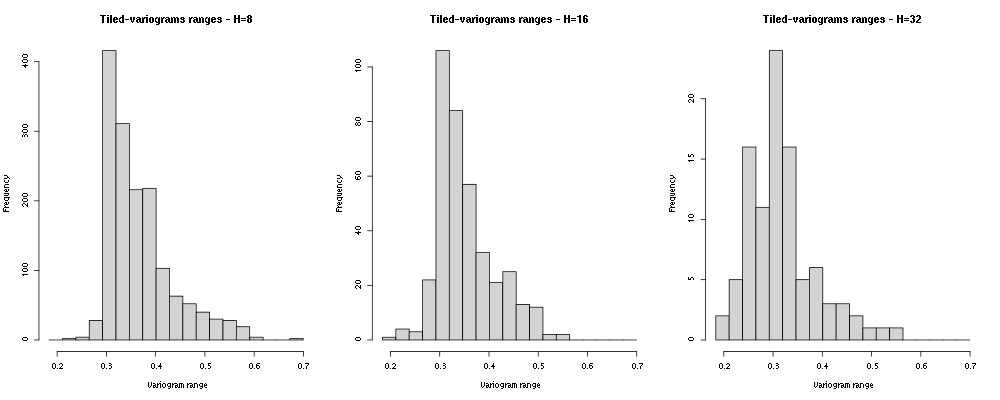 Tiled-variograms ranges - H=8
Frequency
400
300
200
100
0
0.2 0.3 0.4 0.5 0.6 0.7
Variogram range
Tiled-variograms ranges - H=16
Frequency
100
80
60
40
20
0
0.2 0.3 0.4 0.5 0.6 0.7
Variogram range
Tiled-variograms ranges - H=32
Frequency
20
15
10
5
0
0.2 0.3 0.4 0.5 0.6 0.7
Variogram range